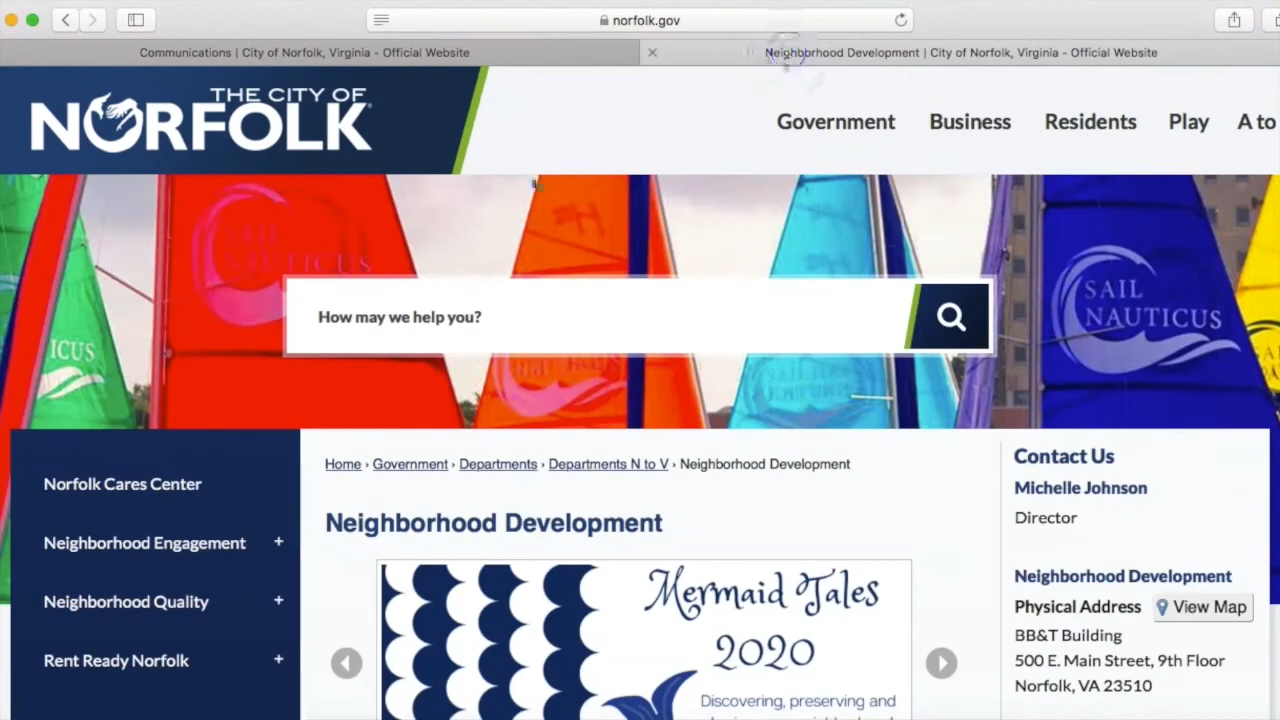 norfolk.gov
Communications | City of Norfolk, Virginia - Official Website
Neighborhood Development | City of Norfolk, Virginia - Official Website
THE CITY OF
NORFOLK
Government
Business
Residents
Play
A to
SAIL
NAUTICUS
ICUS
SAIL
NAUTICUS
How may we help you?
Norfolk Cares Center
Neighborhood Engagement +
Neighborhood Quality +
Rent Ready Norfolk +
Home › Government › Departments › Departments N to V › Neighborhood Development
Neighborhood Development
Mermaid Tales
2020
Discovering, preserving and
Contact Us
Michelle Johnson
Director
Neighborhood Development
Physical Address View Map
BB&T Building
500 E. Main Street, 9th Floor
Norfolk, VA 23510